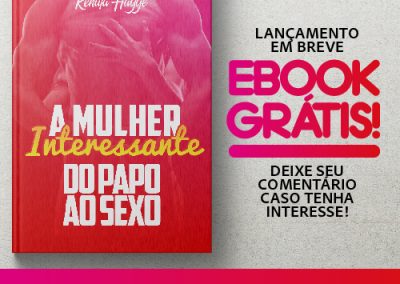 A MULHER
Interessante
DO PAPO
AO SEXO
LANÇAMENTO
EM BREVE
EBOOK
GRÁTIS!
DEIXE SEU
COMENTÁRIO
CASO TENHA
INTERESSE!